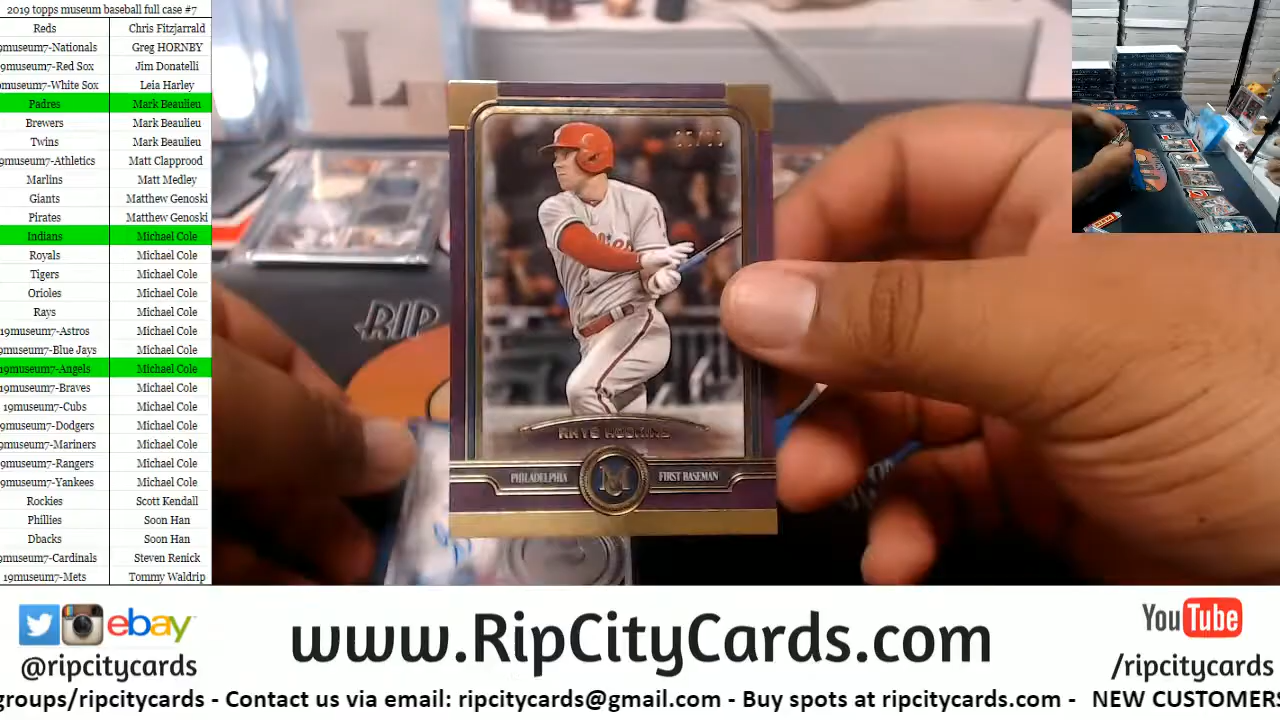 2019 topps museum baseball full case #7
Reds Chris Fitzjarrald
9museum7-Nationals Greg HORNBY
9museum7-Red Sox Jim Donatelli
museum7-White Sox Leia Harley
Padres Mark Beaulieu
Brewers Mark Beaulieu
Twins Mark Beaulieu
9museum7-Athletics Matt Clapprood
Marlins Matt Medley
Giants Matthew Genoski
Pirates Matthew Genoski
Indians Michael Cole
Royals Michael Cole
Tigers Michael Cole
Orioles Michael Cole
Rays Michael Cole
19museum7-Astros Michael Cole
9museum7-Blue Jays Michael Cole
19museum7-Angels Michael Cole
19museum7-Braves Michael Cole
19museum7-Cubs Michael Cole
9museum7-Dodgers Michael Cole
9museum7-Mariners Michael Cole
9museum7-Rangers Michael Cole
9museum7-Yankees Michael Cole
Rockies Scott Kendall
Phillies Soon Han
Dbacks Soon Han
9museum7-Cardinals Steven Renick
19museum7-Mets Tommy Waldrip
RIP
RHYS HOSKINS
PHILADELPHIA M FIRST BASEMAN
ebay
@ripcitycards
www.RipCityCards.com
YouTube
/ripcitycards
groups/ripcitycards - Contact us via email: ripcitycards@gmail.com - Buy spots at ripcitycards.com - NEW CUSTOMERS